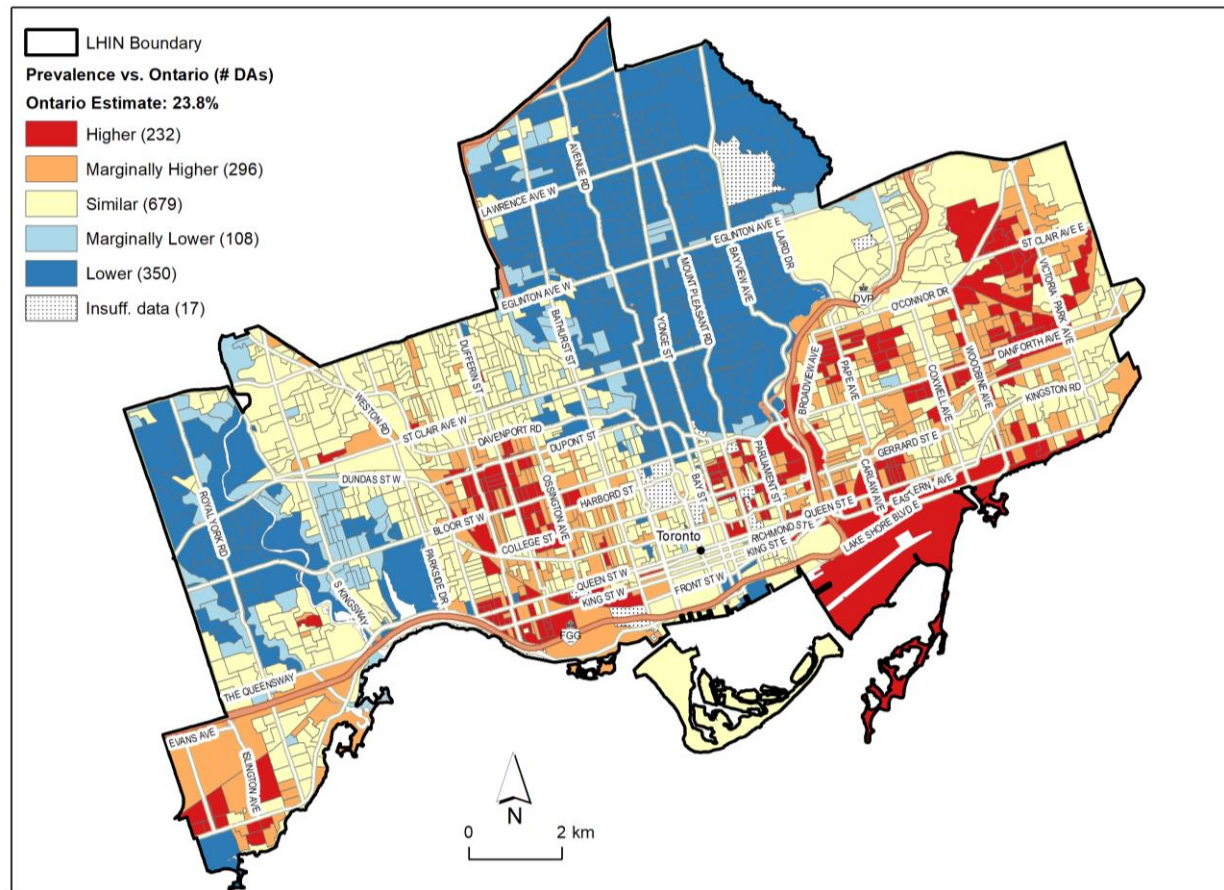 LHIN Boundary
Prevalence vs. Ontario (# DAs)
Ontario Estimate: 23.8%
Higher (232)
Marginally Higher (296)
Similar (679)
Marginally Lower (108)
Lower (350)
Insuff. data (17)
AVENUE RD
LAWRENCE AVE W
EGLINTON AVE E
LAIRD DR
BAYVIEW AVE
MOUNT PLEASANT RD
YONGE ST
EGLINTON AVE W
BATHURST ST
ST CLAIR AVE E
VICTORIA PARK AVE
DVP
O'CONNOR DR
DANFORTH AVE
BROADVIEW AVE
PAPE AVE
COXWELL AVE
WOODBINE AVE
KINGSTON RD
DUFFERIN ST
WESTON RD
ST CLAIR AVE W
DAVENPORT RD
DUPONT ST
PARLIAMENT ST
GERRARD ST E
CARLAW AVE
DUNDAS ST W
OSSINGTON AVE
HARBORD ST
BAY ST
QUEEN ST E
EASTERN AVE
ROYAL YORK RD
BLOOR ST W
COLLEGE ST
Toronto
RICHMOND ST E
KING ST E
LAKE SHORE BLVD E
S KINGSWAY
PARKSIDE DR
QUEEN ST W
KING ST W
FRONT ST W
FGG
THE QUEENSWAY
EVANS AVE
ISLINGTON AVE
N
0 2 km